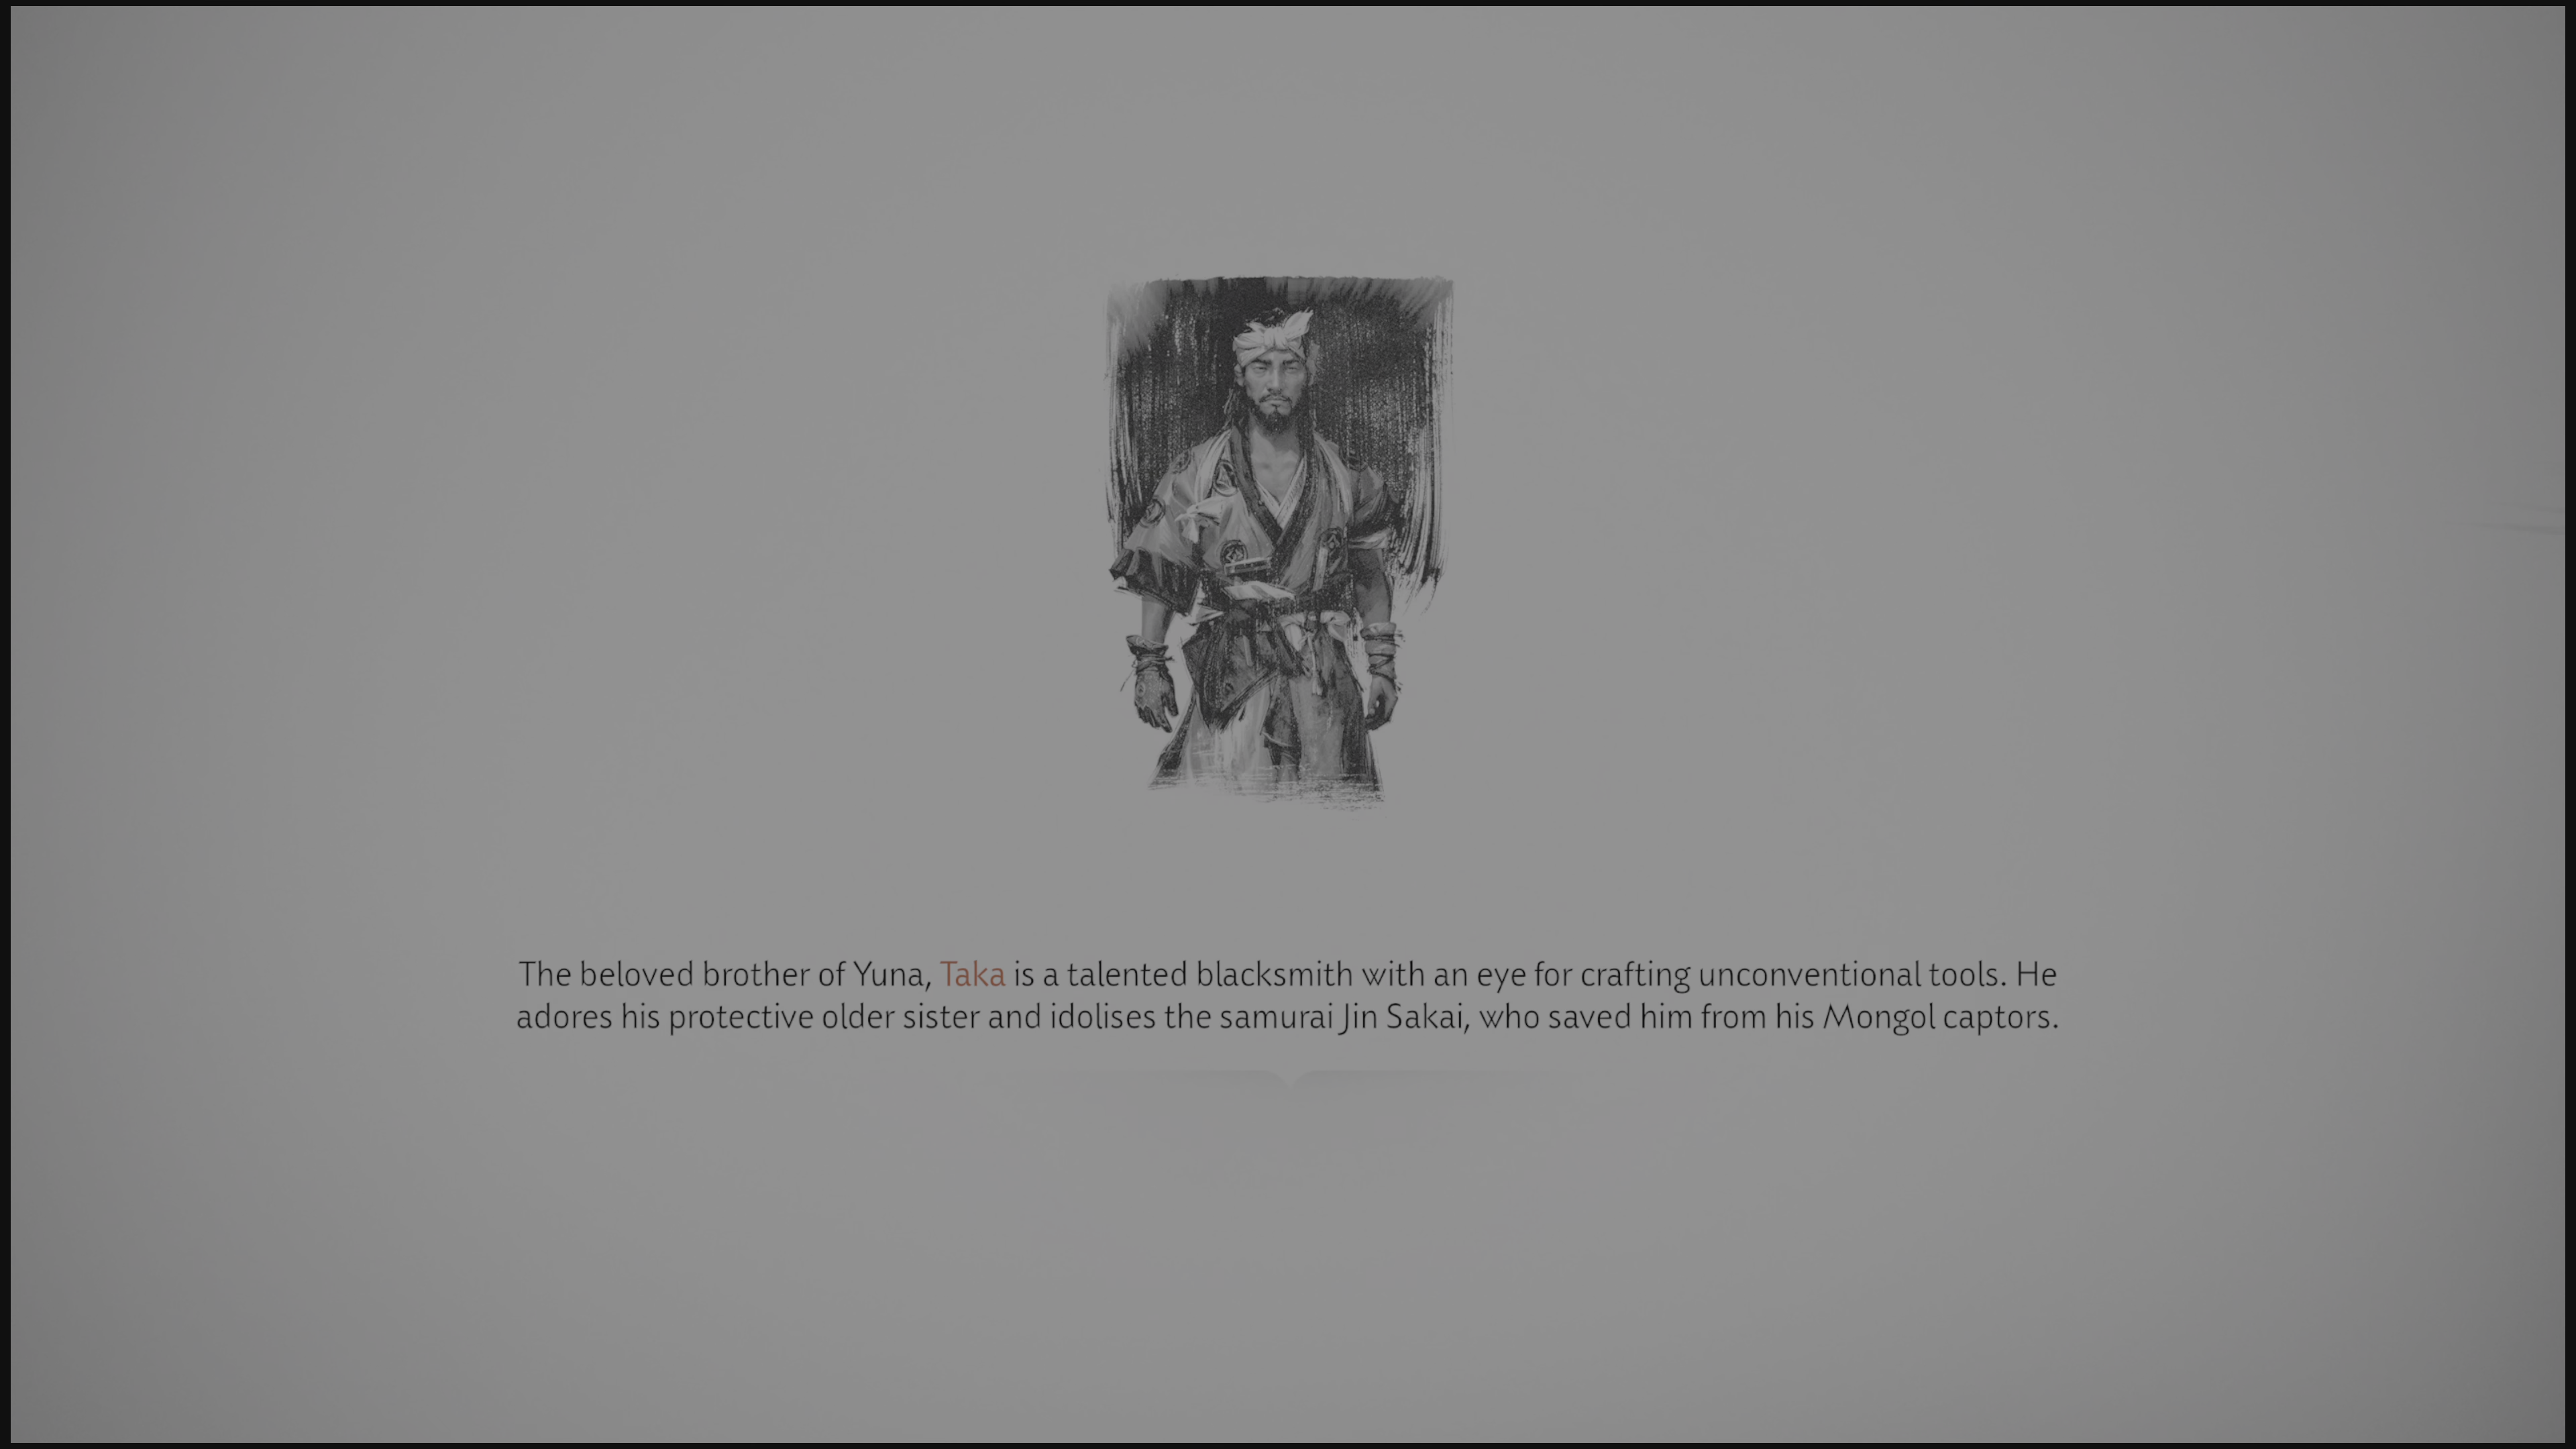 The beloved brother of Yuna, Taka is a talented blacksmith with an eye for crafting unconventional tools. He
adores his protective older sister and idolises the samurai Jin Sakai, who saved him from his Mongol captors.